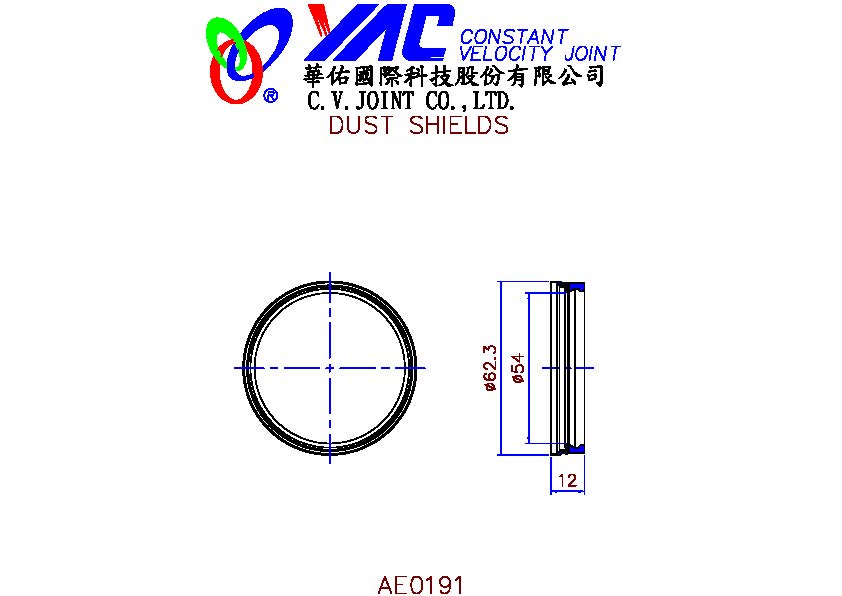 YAC CONSTANT
VELOCITY JOINT
®
華佑國際科技股份有限公司
C.V.JOINT CO.,LTD.
DUST SHIELDS
ø62.3
ø54
12
AE0191